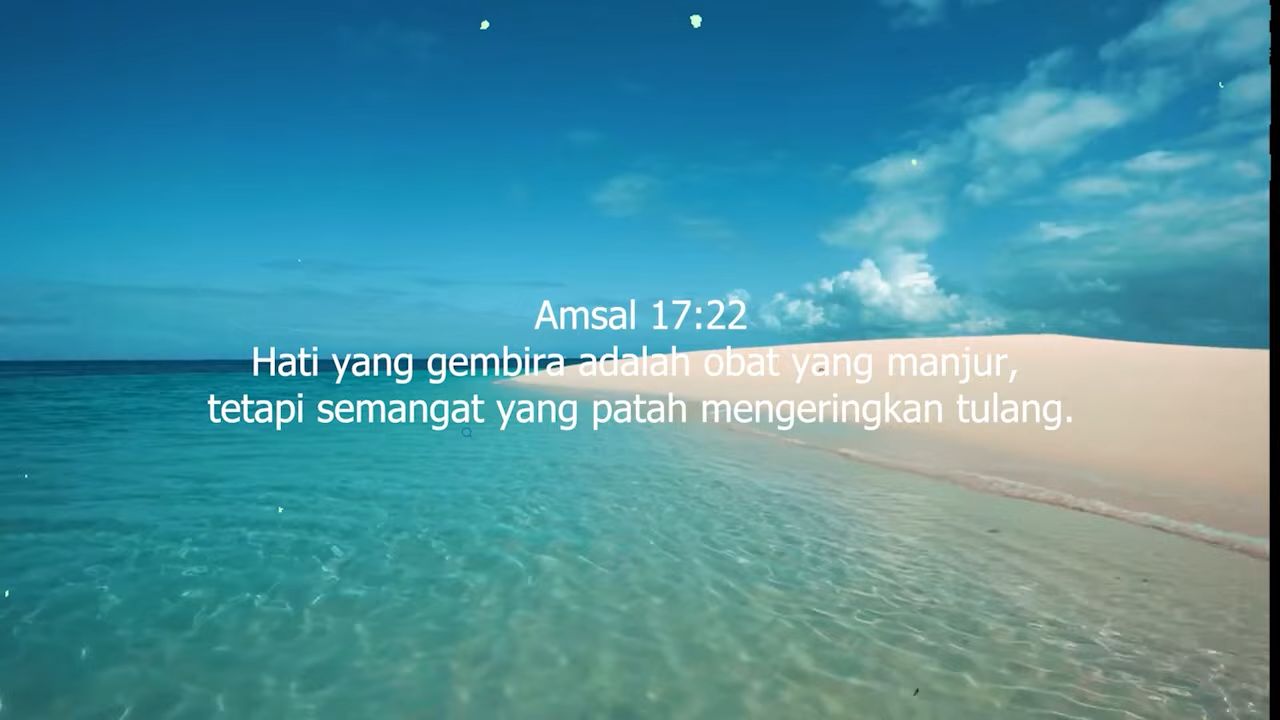 Amsal 17:22
Hati yang gembira adalah obat yang manjur,
tetapi semangat yang patah mengeringkan tulang.